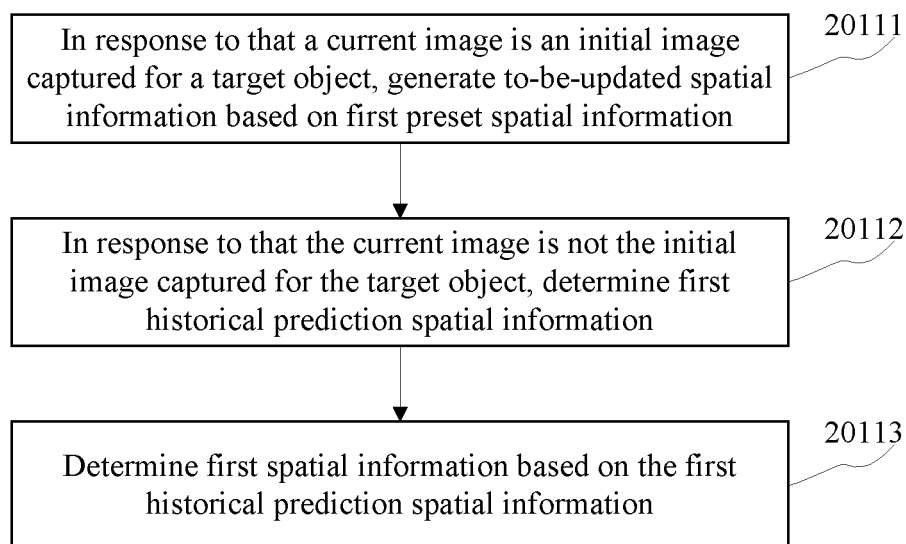 20111
In response to that a current image is an initial image
captured for a target object, generate to-be-updated spatial
information based on first preset spatial information
20112
In response to that the current image is not the initial
image captured for the target object, determine first
historical prediction spatial information
20113
Determine first spatial information based on the first
historical prediction spatial information